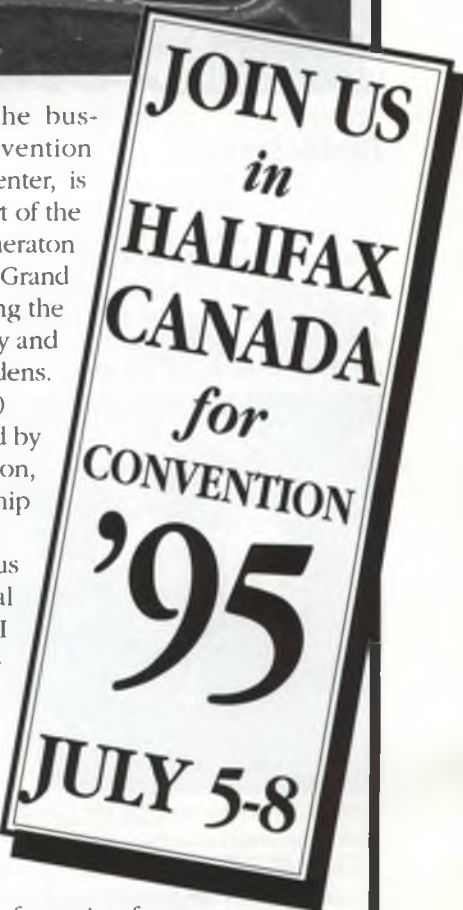 he bus-
vention
enter, is
t of the
heraton
Grand
ng the
y and
dens.
)
d by
on,
hip
us
al
I
JOIN US
in
HALIFAX
CANADA
for
CONVENTION
'95
JULY 5-8